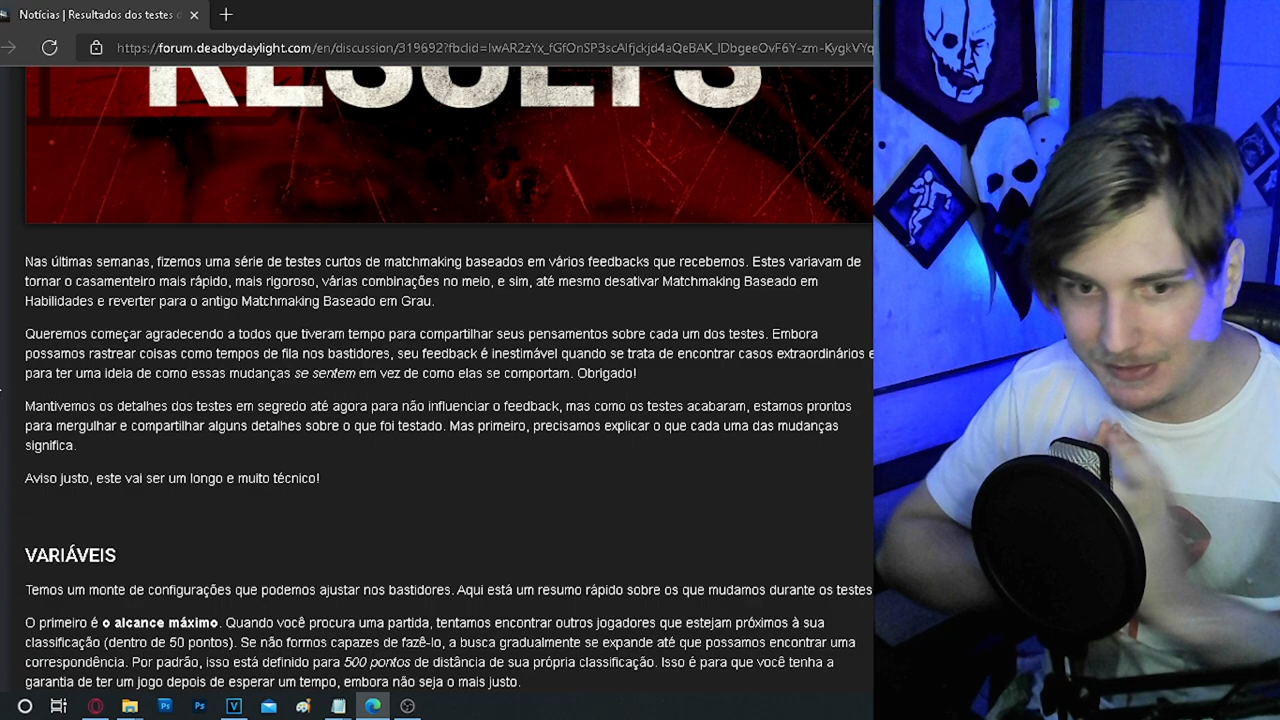 Notícias | Resultados dos testes d
https://forum.deadbydaylight.com/en/discussion/319692?fbclid=
RESULTS
Nas últimas semanas, fizemos uma série de testes curtos de matchmaking baseados em vários feedbacks que recebemos. Estes variavam de
tornar o casamenteiro mais rápido, mais rigoroso, várias combinações no meio, e sim, até mesmo desativar Matchmaking Baseado em
Habilidades e reverter para o antigo Matchmaking Baseado em Grau.
Queremos começar agradecendo a todos que tiveram tempo para compartilhar seus pensamentos sobre cada um dos testes. Embora
possamos rastrear coisas como tempos de fila nos bastidores, seu feedback é inestimável quando se trata de encontrar casos extraordinários e
para ter uma ideia de como essas mudanças se sentem em vez de como elas se comportam. Obrigado!
Mantivemos os detalhes dos testes em segredo até agora para não influenciar o feedback, mas como os testes acabaram, estamos prontos
para mergulhar e compartilhar alguns detalhes sobre o que foi testado. Mas primeiro, precisamos explicar o que cada uma das mudanças
significa.
Aviso justo, este vai ser um longo e muito técnico!
VARIÁVEIS
Temos um monte de configurações que podemos ajustar nos bastidores. Aqui está um resumo rápido sobre os que mudamos durante os testes
O primeiro é o alcance máximo. Quando você procura uma partida, tentamos encontrar outros jogadores que estejam próximos à sua
classificação (dentro de 50 pontos). Se não formos capazes de fazê-lo, a busca gradualmente se expande até que possamos encontrar uma
correspondência. Por padrão, isso está definido para 500 pontos de distância de sua própria classificação. Isso é para que você tenha a
garantia de ter um jogo depois de esperar um tempo, embora não seja o mais justo.
Ps
Ps
V